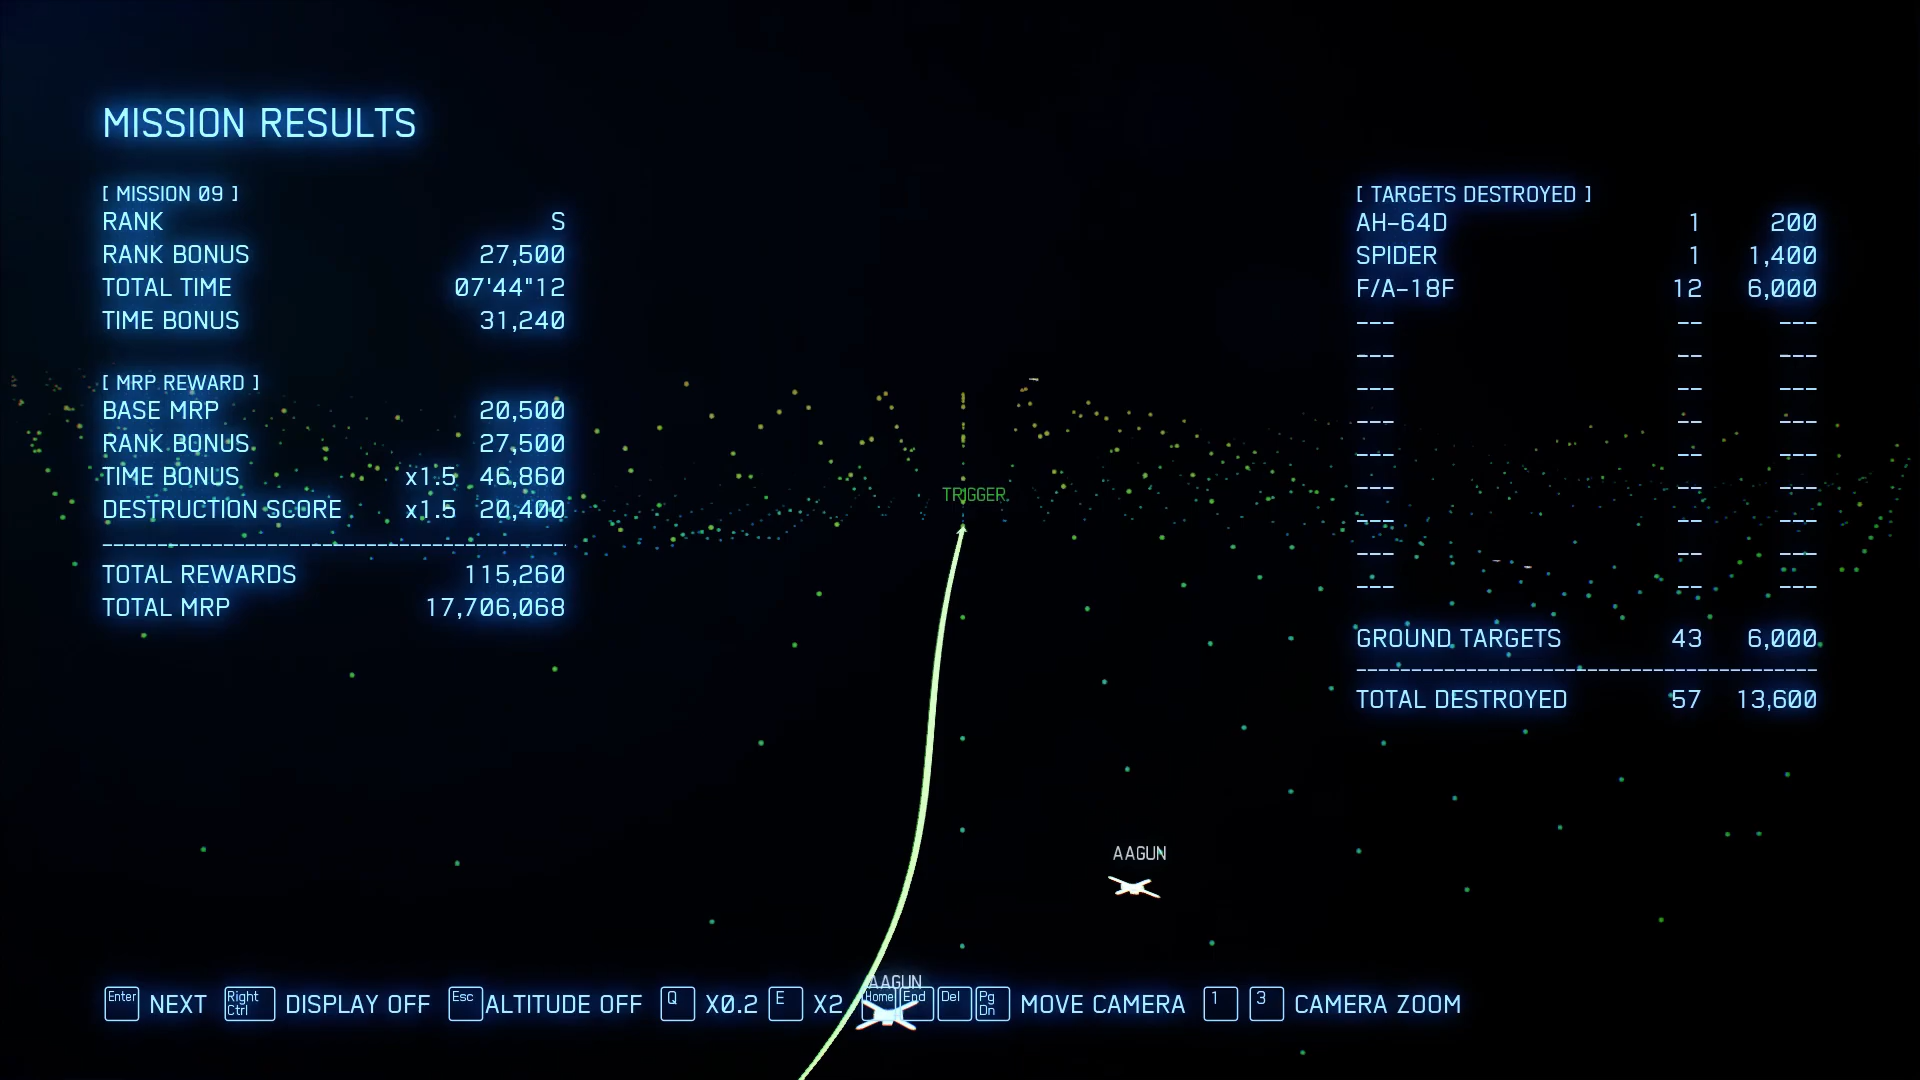 MISSION RESULTS
[ MISSION 09 ]
RANK S
RANK BONUS 27,500
TOTAL TIME 07'44"12
TIME BONUS 31,240
[ MRP REWARD ]
BASE MRP 20,500
RANK BONUS 27,500
TIME BONUS x1.5 46,860
DESTRUCTION SCORE x1.5 20,400
TOTAL REWARDS 115,260
TOTAL MRP 17,706,068
[ TARGETS DESTROYED ]
AH-64D 1 200
SPIDER 1 1,400
F/A-18F 12 6,000
--- -- ---
--- -- ---
--- -- ---
--- -- ---
--- -- ---
--- -- ---
--- -- ---
--- -- ---
--- -- ---
GROUND TARGETS 43 6,000
TOTAL DESTROYED 57 13,600
TRIGGER
AAGUN
AAGUN
Enter NEXT Right Ctrl DISPLAY OFF Esc ALTITUDE OFF Q X0.2 E X2 Home End Del Pg Dn MOVE CAMERA 1 3 CAMERA ZOOM